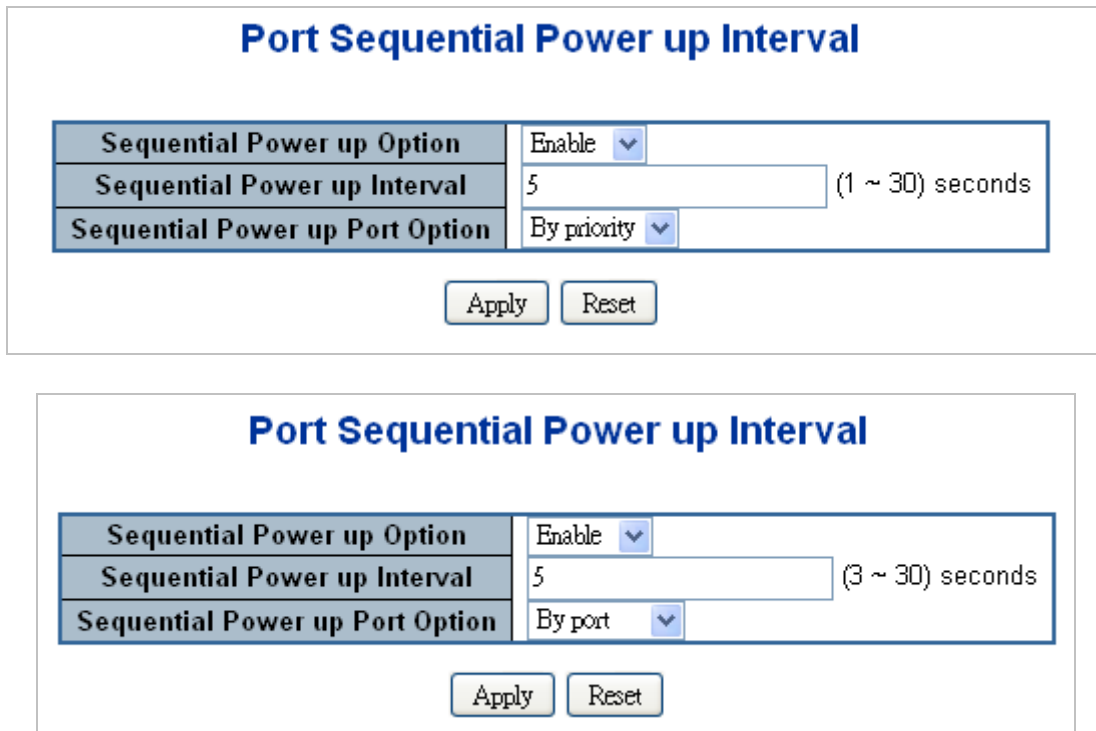 Port Sequential Power up Interval
Sequential Power up Option Enable
Sequential Power up Interval 5 (1 ~ 30) seconds
Sequential Power up Port Option By priority
Apply Reset
Port Sequential Power up Interval
Sequential Power up Option Enable
Sequential Power up Interval 5 (3 ~ 30) seconds
Sequential Power up Port Option By port
Apply Reset